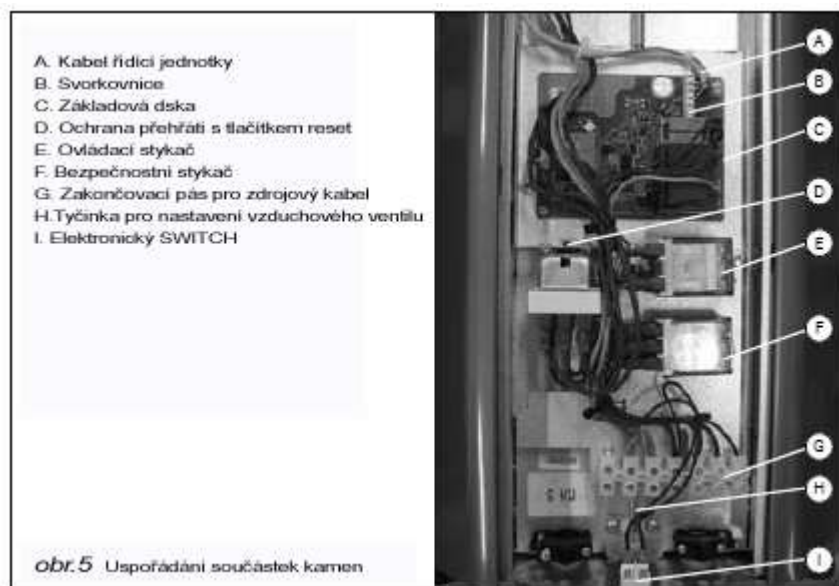 A. Kabel řídicí jednotky
B. Svorkovnice
C. Základová dska
D. Ochrana přehřátí s tlačítkem reset
E. Ovládací stykač
F. Bezpečnostní stykač
G. Zakončovací pás pro zdrojový kabel
H.Tyčinka pro nastavení vzduchového ventilu
I. Elektronický SWITCH
obr.5 Uspořádání součástek kamen
A
B
C
D
E
F
G
H
I